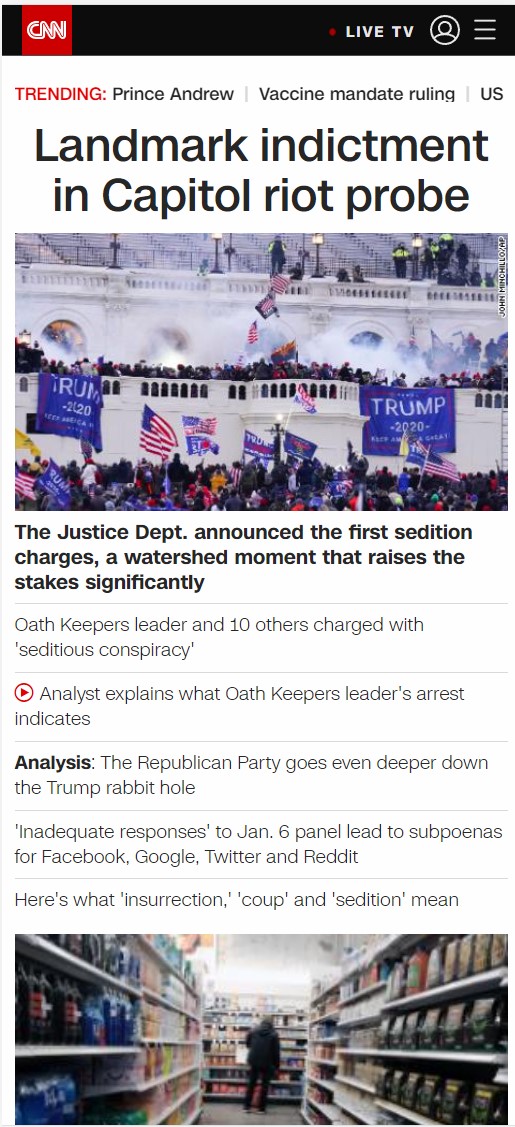 CNN
LIVE TV
TRENDING: Prince Andrew | Vaccine mandate ruling | US
Landmark indictment
in Capitol riot probe
JOHN MINCHILLO/AP
TRUMP
-2020-
KEEP AMERICA GREAT
TRUMP
-2020-
KEEP AMERICA GREAT!
TRUMP
The Justice Dept. announced the first sedition
charges, a watershed moment that raises the
stakes significantly
Oath Keepers leader and 10 others charged with
'seditious conspiracy'
Analyst explains what Oath Keepers leader's arrest
indicates
Analysis: The Republican Party goes even deeper down
the Trump rabbit hole
'Inadequate responses' to Jan. 6 panel lead to subpoenas
for Facebook, Google, Twitter and Reddit
Here's what 'insurrection,' 'coup' and 'sedition' mean